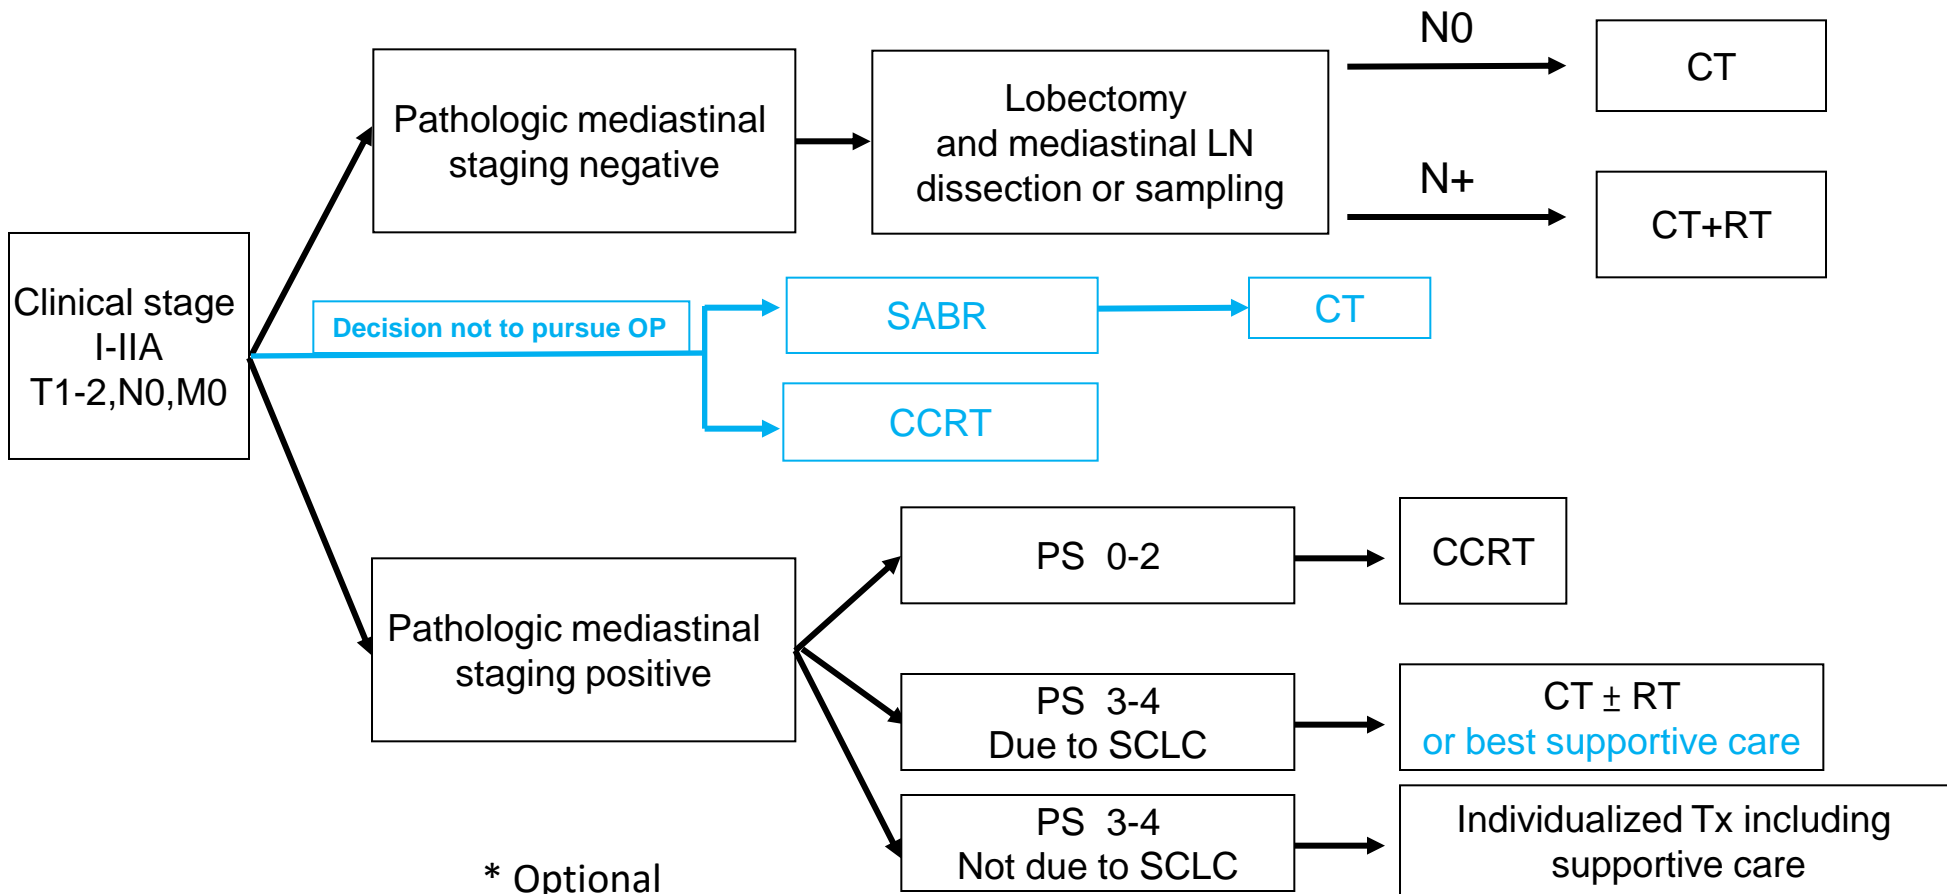 Clinical stage
I-IIA
T1-2,N0,M0
Pathologic mediastinal
staging negative
Lobectomy
and mediastinal LN
dissection or sampling
N0
CT
N+
CT+RT
Decision not to pursue OP
SABR
CT
CCRT
Pathologic mediastinal
staging positive
PS 0-2
CCRT
PS 3-4
Due to SCLC
CT ± RT
or best supportive care
PS 3-4
Not due to SCLC
Individualized Tx including
supportive care
* Optional